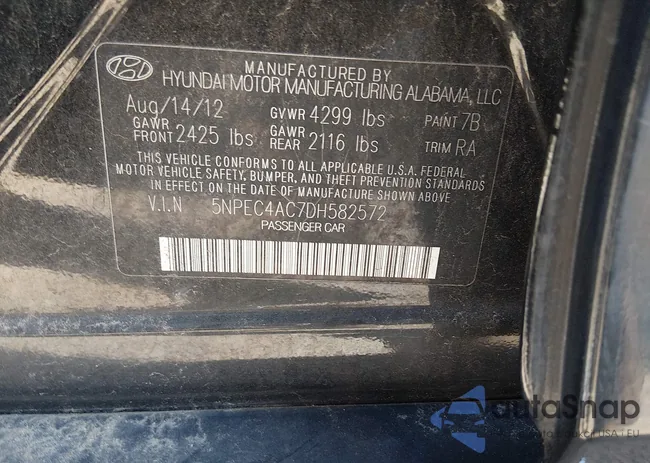 MANUFACTURED BY
HYUNDAI MOTOR MANUFACTURING ALABAMA, LLC
Aug/14/12 GVWR 4299 lbs PAINT 7B
GAWR FRONT 2425 lbs GAWR REAR 2116 lbs TRIM RA
THIS VEHICLE CONFORMS TO ALL APPLICABLE U.S.A. FEDERAL
MOTOR VEHICLE SAFETY, BUMPER, AND THEFT PREVENTION STANDARDS
IN EFFECT ON THE DATE OF MANUFACTURE SHOWN ABOVE
V.I.N 5NPEC4AC7DH582572
PASSENGER CAR
autoSnap
USA i EU